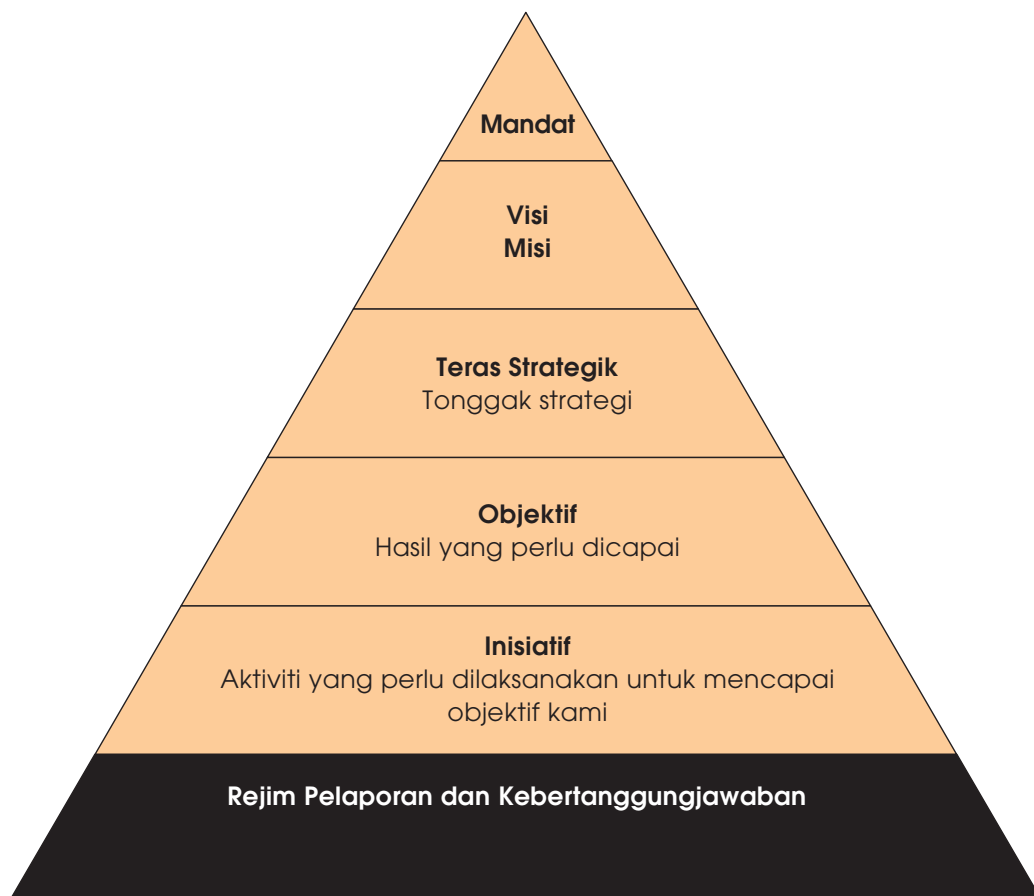 Mandat
Visi
Misi
Teras Strategik
Tonggak strategi
Objektif
Hasil yang perlu dicapai
Inisiatif
Aktiviti yang perlu dilaksanakan untuk mencapai
objektif kami
Rejim Pelaporan dan Kebertanggungjawaban